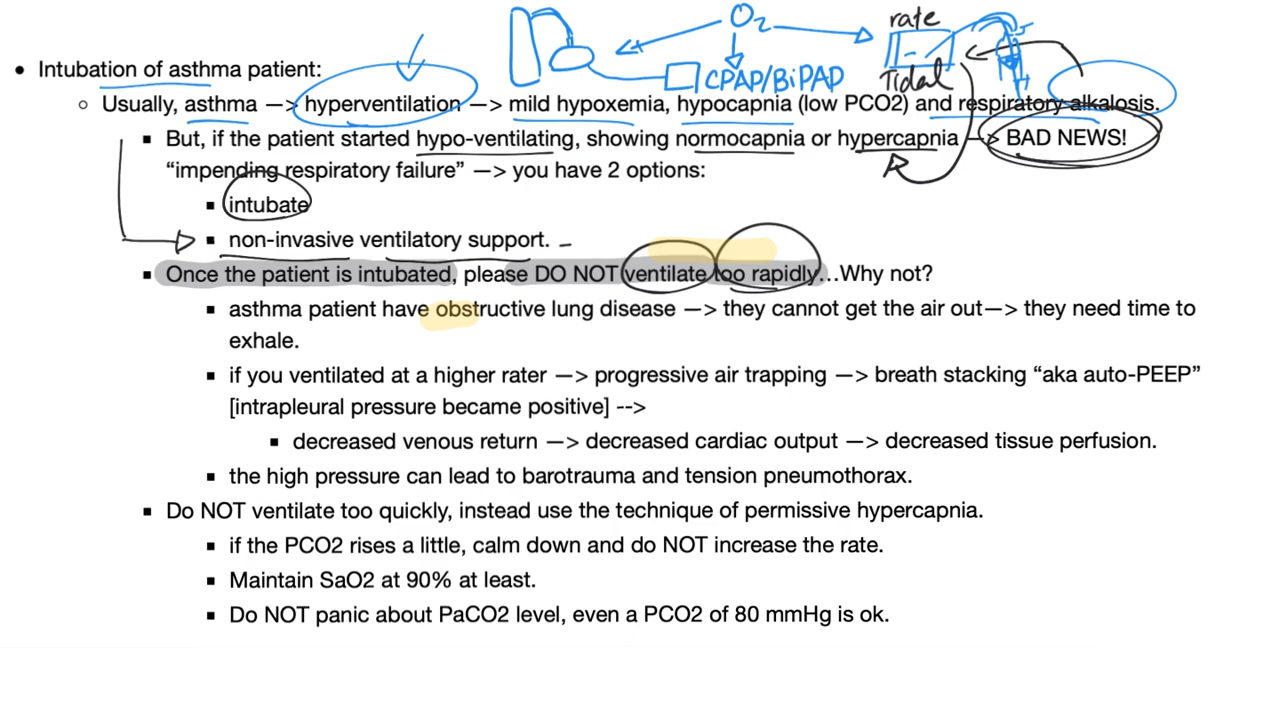 O2
rate
CPAP/BiPAP
Tidal
• Intubation of asthma patient:
○ Usually, asthma —> hyperventilation —> mild hypoxemia, hypocapnia (low PCO2) and respiratory alkalosis.
▪ But, if the patient started hypo-ventilating, showing normocapnia or hypercapnia —> BAD NEWS!
“impending respiratory failure” —> you have 2 options:
▪ intubate
▪ non-invasive ventilatory support.
▪ Once the patient is intubated, please DO NOT ventilate too rapidly…Why not?
▪ asthma patient have obstructive lung disease —> they cannot get the air out—> they need time to
exhale.
▪ if you ventilated at a higher rater —> progressive air trapping —> breath stacking “aka auto-PEEP”
[intrapleural pressure became positive] -->
▪ decreased venous return —> decreased cardiac output —> decreased tissue perfusion.
▪ the high pressure can lead to barotrauma and tension pneumothorax.
▪ Do NOT ventilate too quickly, instead use the technique of permissive hypercapnia.
▪ if the PCO2 rises a little, calm down and do NOT increase the rate.
▪ Maintain SaO2 at 90% at least.
▪ Do NOT panic about PaCO2 level, even a PCO2 of 80 mmHg is ok.